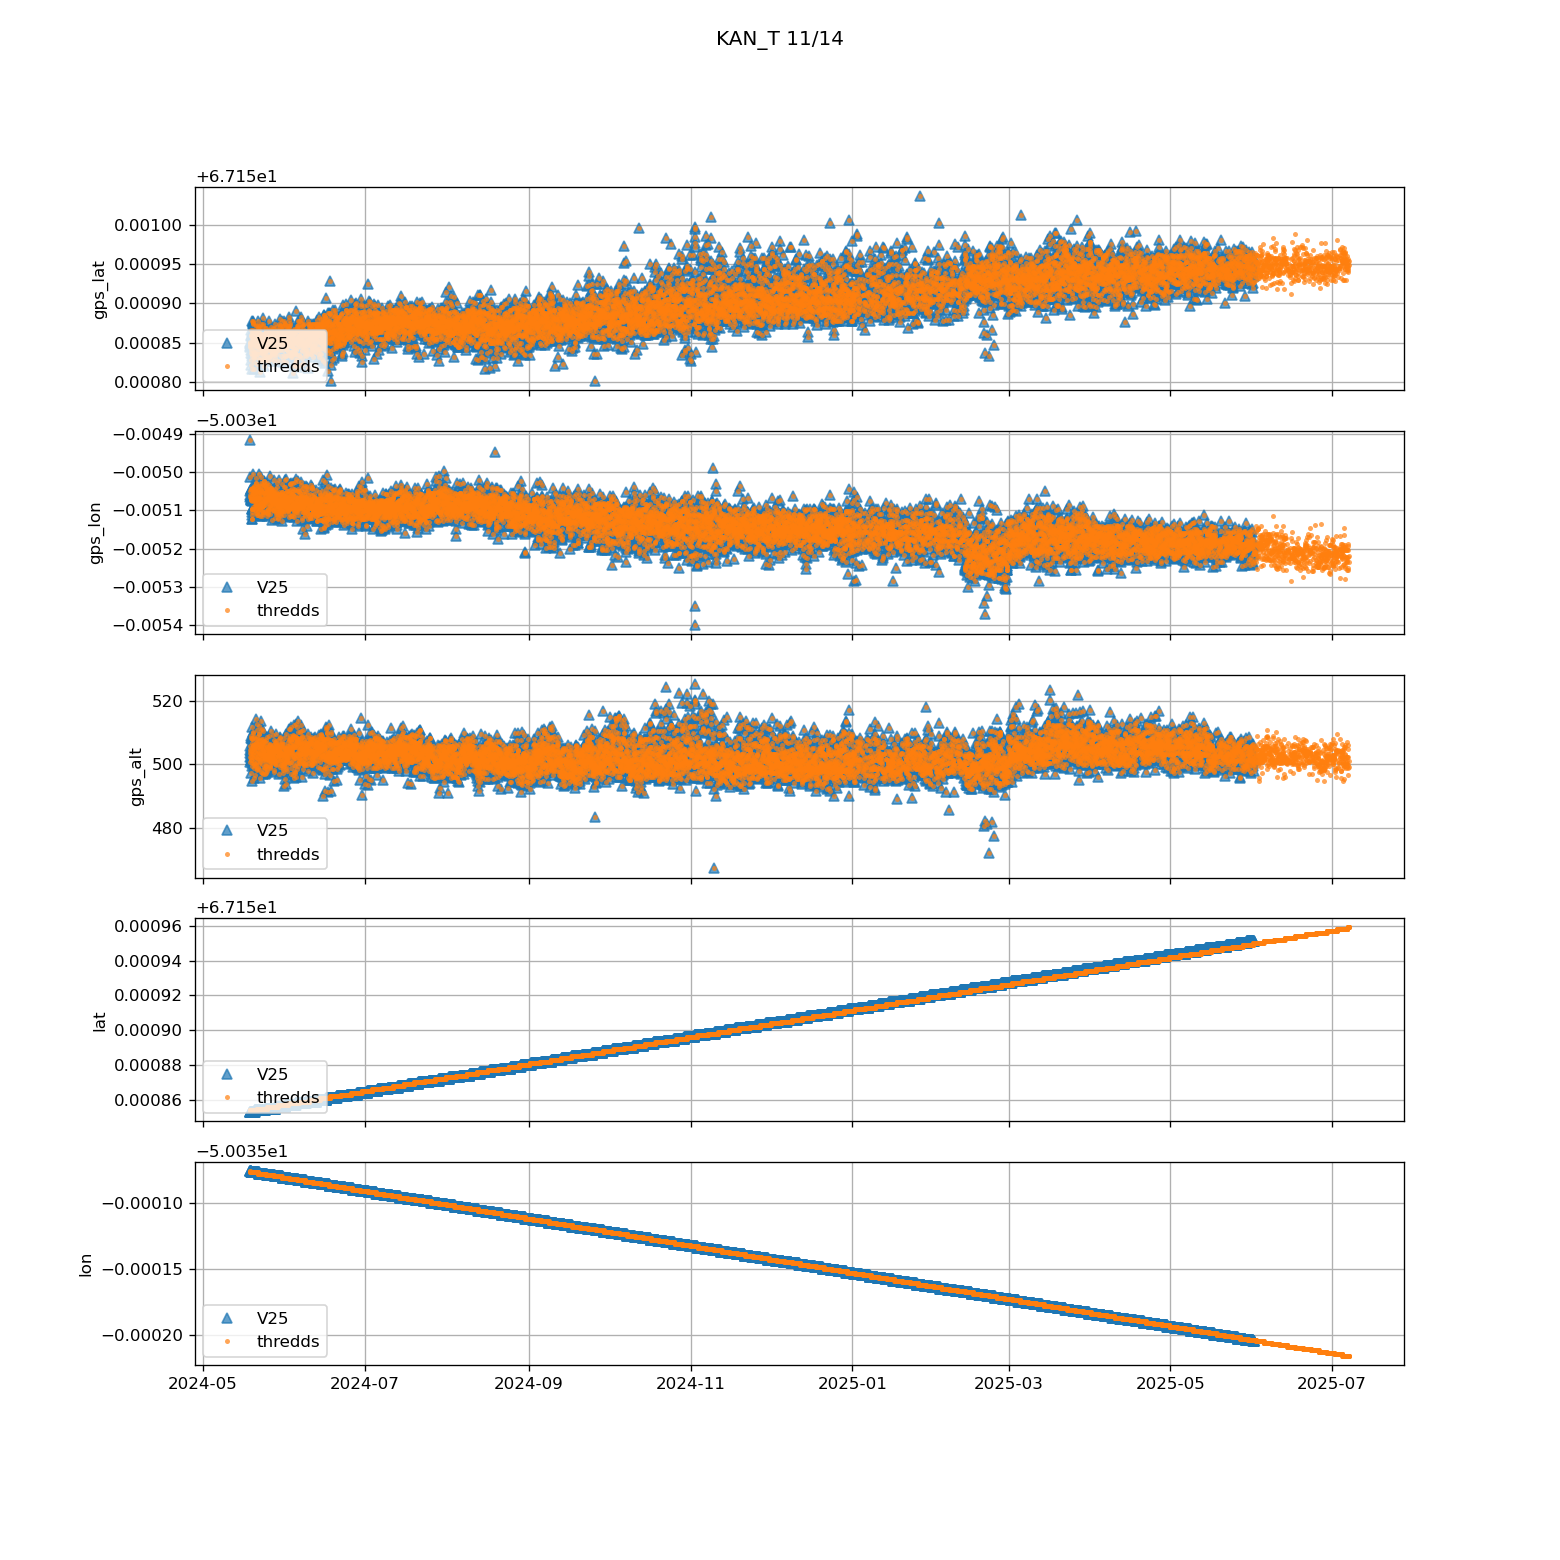 KAN_T 11/14
+6.715e1
0.00100
0.00095
0.00090
0.00085
0.00080
gps_lat
V25
thredds
−5.003e1
−0.0049
−0.0050
−0.0051
−0.0052
−0.0053
−0.0054
gps_lon
V25
thredds
520
500
480
gps_alt
V25
thredds
+6.715e1
0.00096
0.00094
0.00092
0.00090
0.00088
0.00086
lat
V25
thredds
−5.0035e1
−0.00010
−0.00015
−0.00020
lon
V25
thredds
2024-05 2024-07 2024-09 2024-11 2025-01 2025-03 2025-05 2025-07